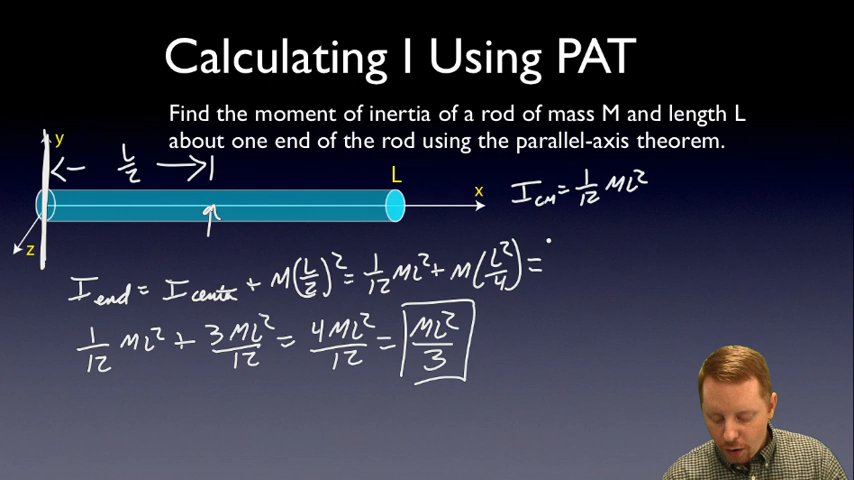 Calculating I Using PAT
Find the moment of inertia of a rod of mass M and length L
about one end of the rod using the parallel-axis theorem.
y
L/2
L
x
z
I_cm = 1/12 ML²
I_end = I_center + M(L/2)² = 1/12 ML² + M(L²/4) =
1/12 ML² + 3ML²/12 = 4ML²/12 = ML²/3